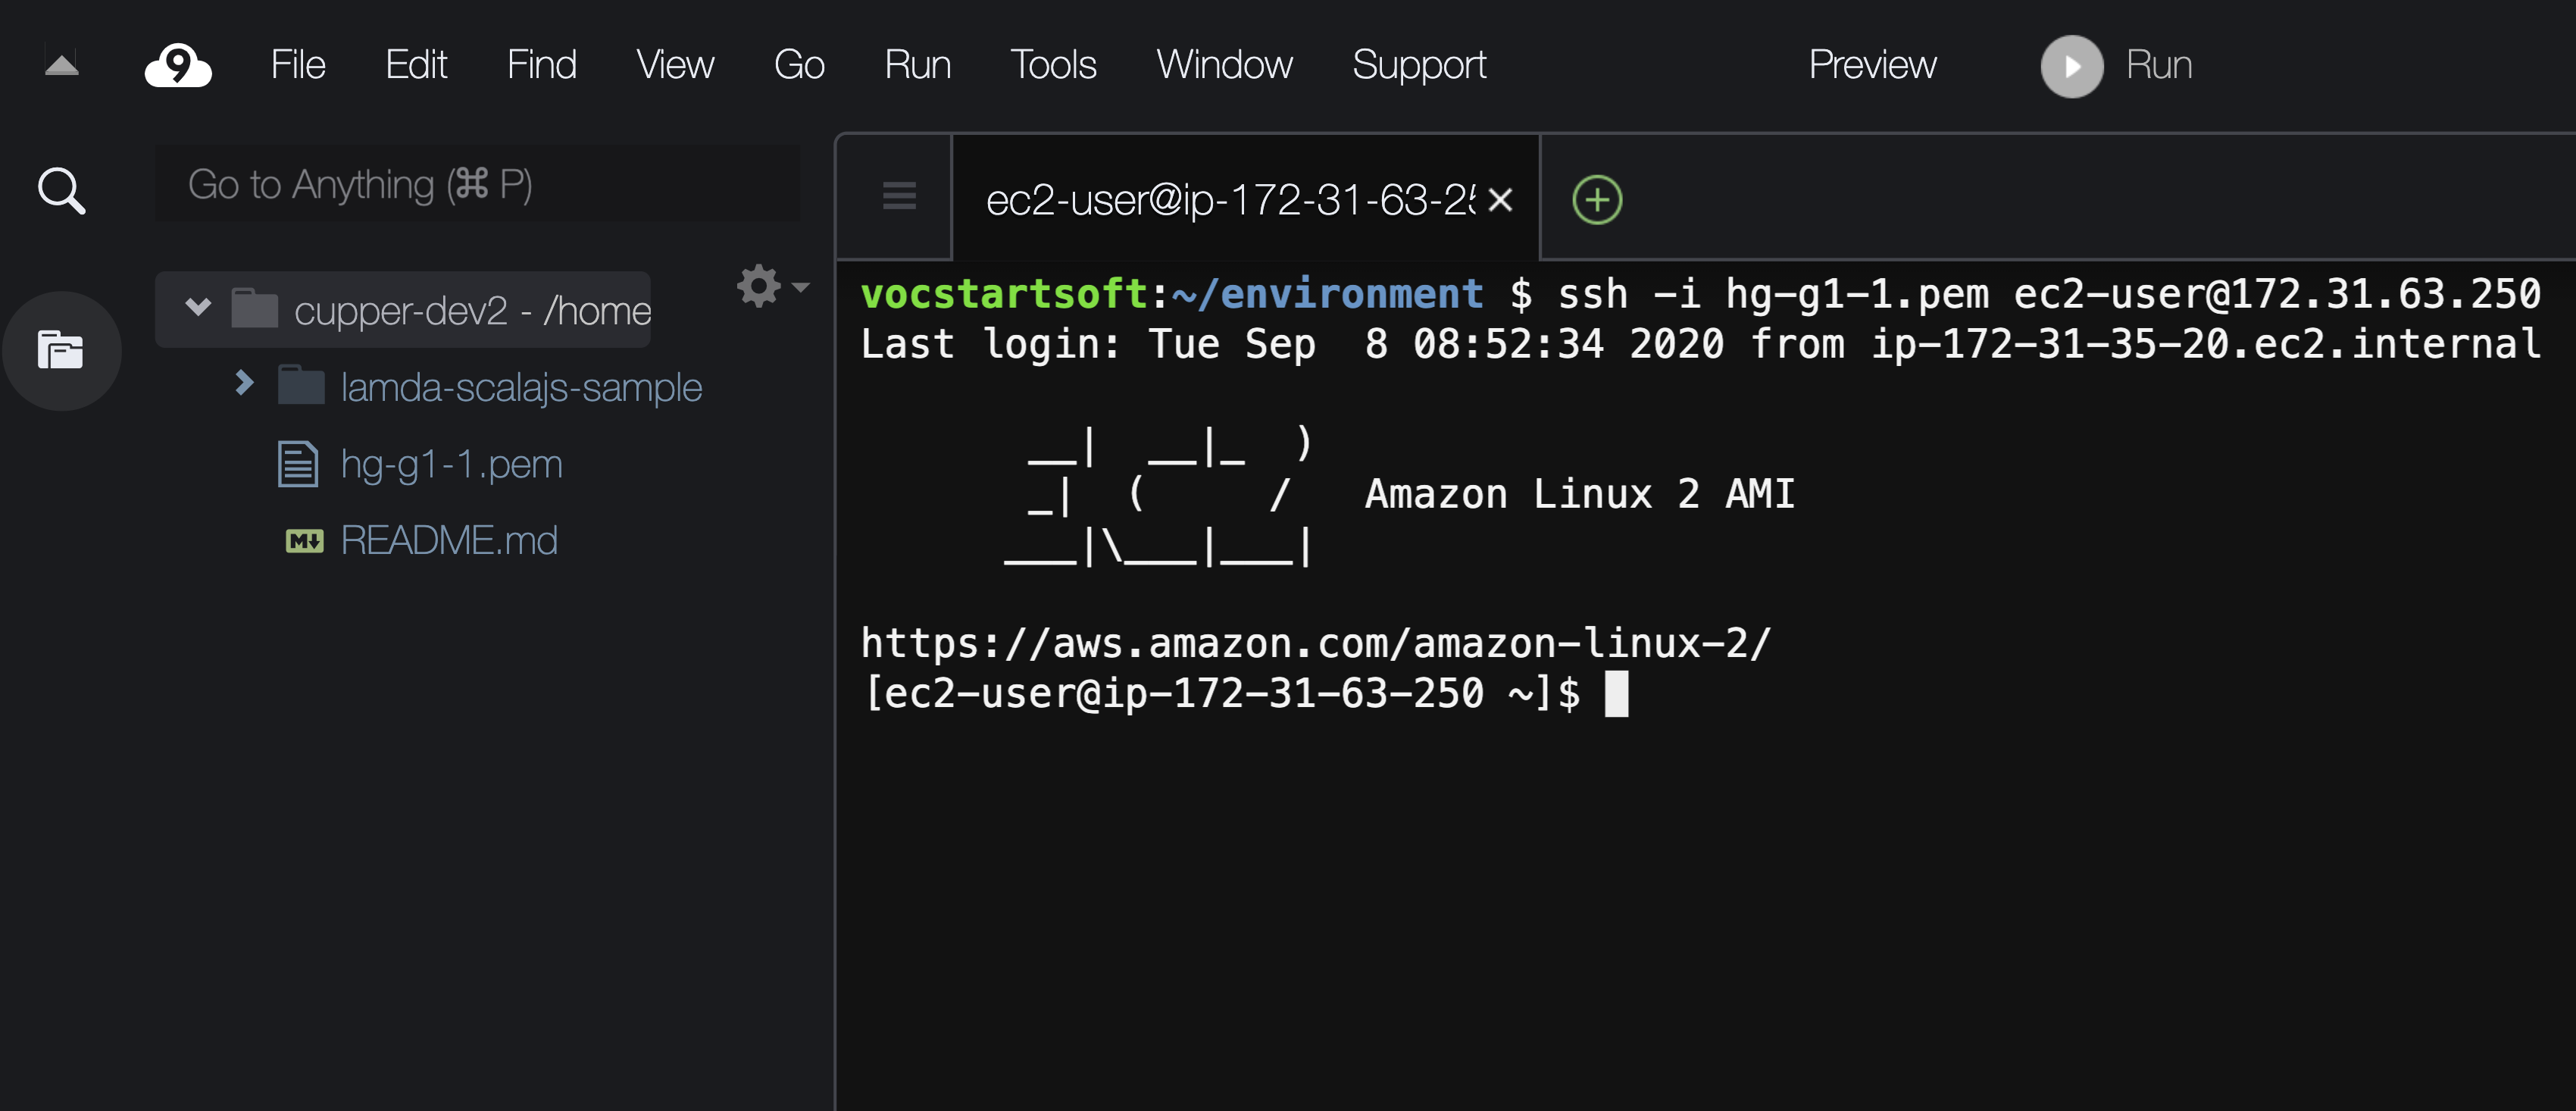 9 File Edit Find View Go Run Tools Window Support Preview Run
Go to Anything (⌘ P)
cupper-dev2 - /home
lamda-scalajs-sample
hg-g1-1.pem
M↓ README.md
ec2-user@ip-172-31-63-25
vocstartsoft:~/environment $ ssh -i hg-g1-1.pem ec2-user@172.31.63.250
Last login: Tue Sep  8 08:52:34 2020 from ip-172-31-35-20.ec2.internal
       __|  __|_  )
       _|  (     /   Amazon Linux 2 AMI
      ___|\___|___|
https://aws.amazon.com/amazon-linux-2/
[ec2-user@ip-172-31-63-250 ~]$